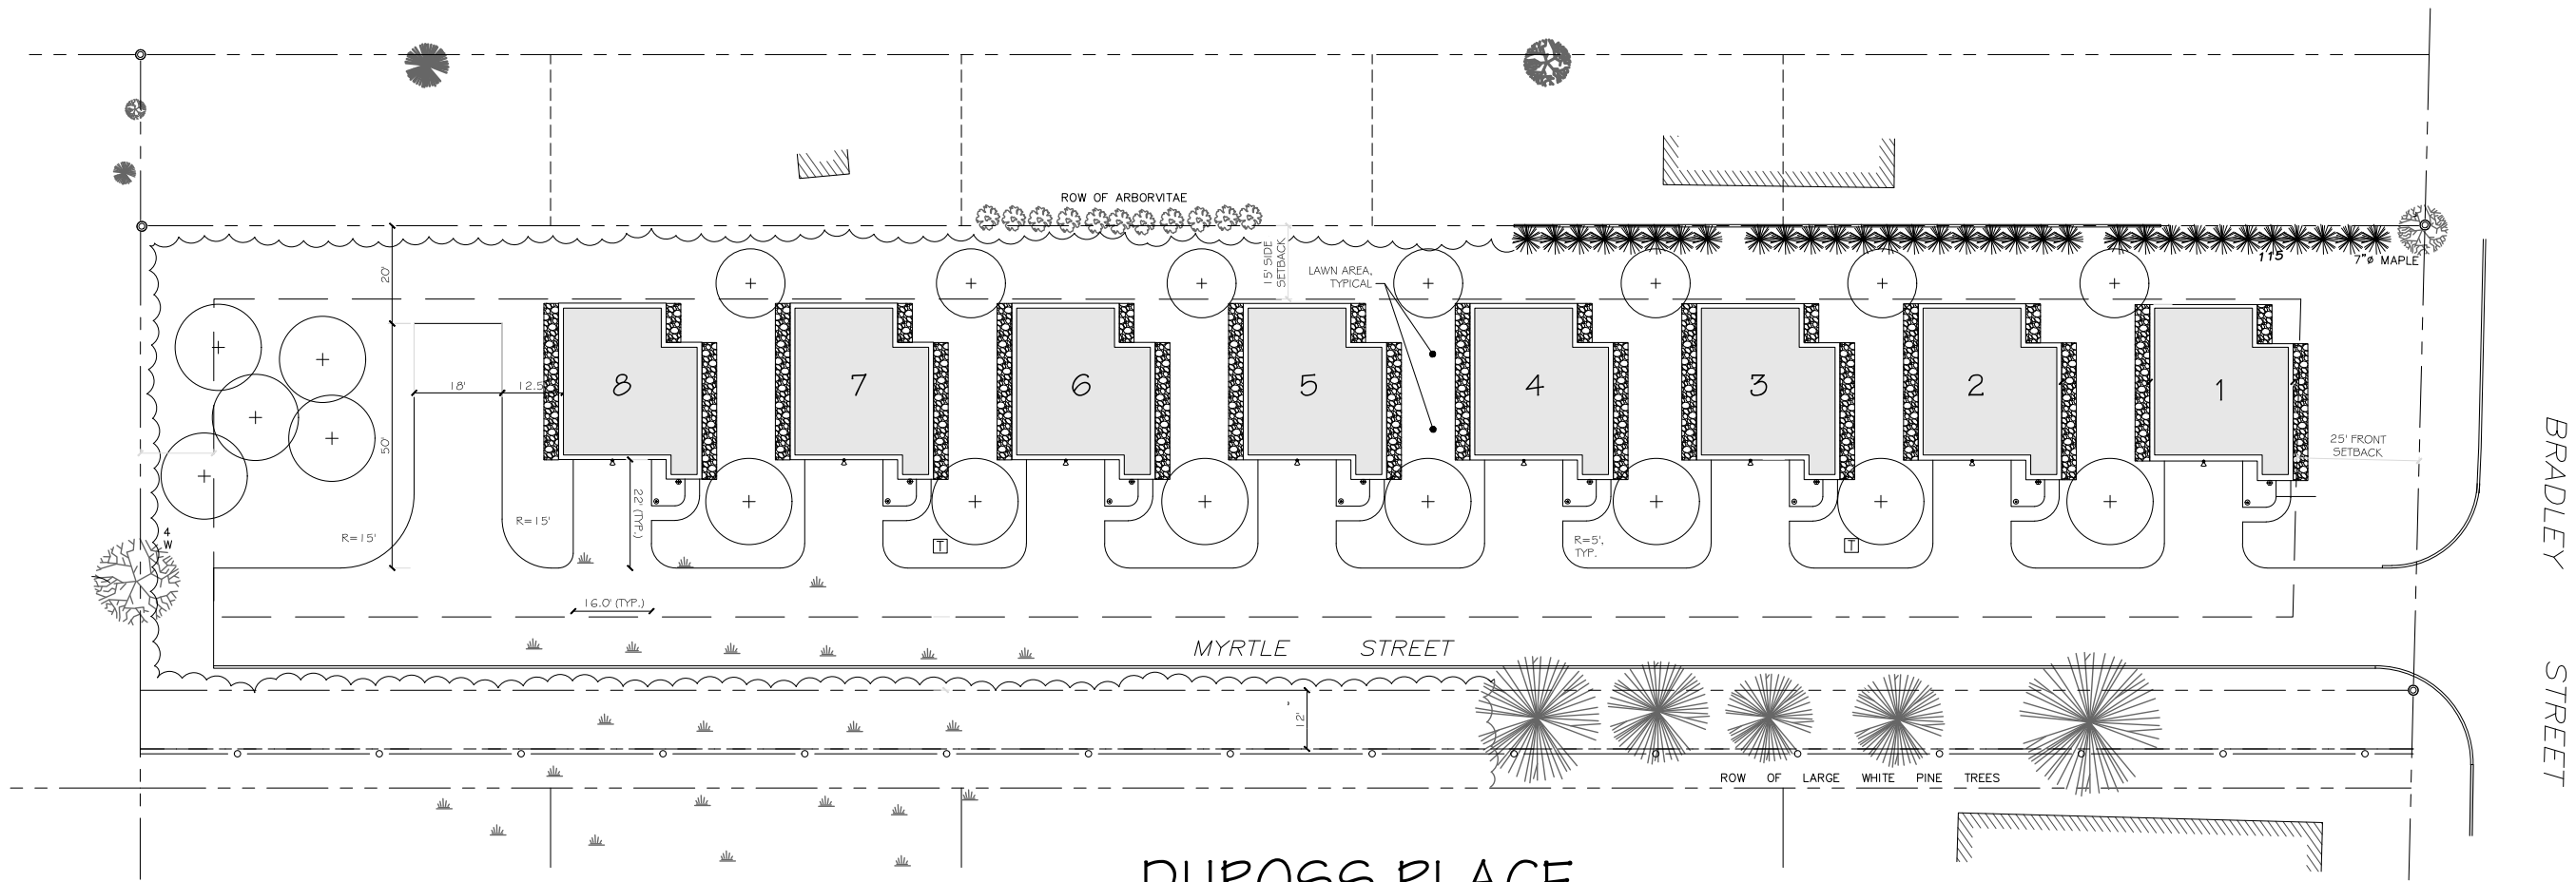 ROW OF ARBORVITAE
15' SIDE
SETBACK
LAWN AREA,
TYPICAL
115
7"ø MAPLE
20'
50'
18'
12.5'
8
7
6
5
4
3
2
1
25' FRONT
SETBACK
22' (TYP.)
R=15'
R=15'
4
W
T
R=5',
TYP.
T
16.0' (TYP.)
MYRTLE STREET
12'
ROW OF LARGE WHITE PINE TREES
BRADLEY STREET
PLACE